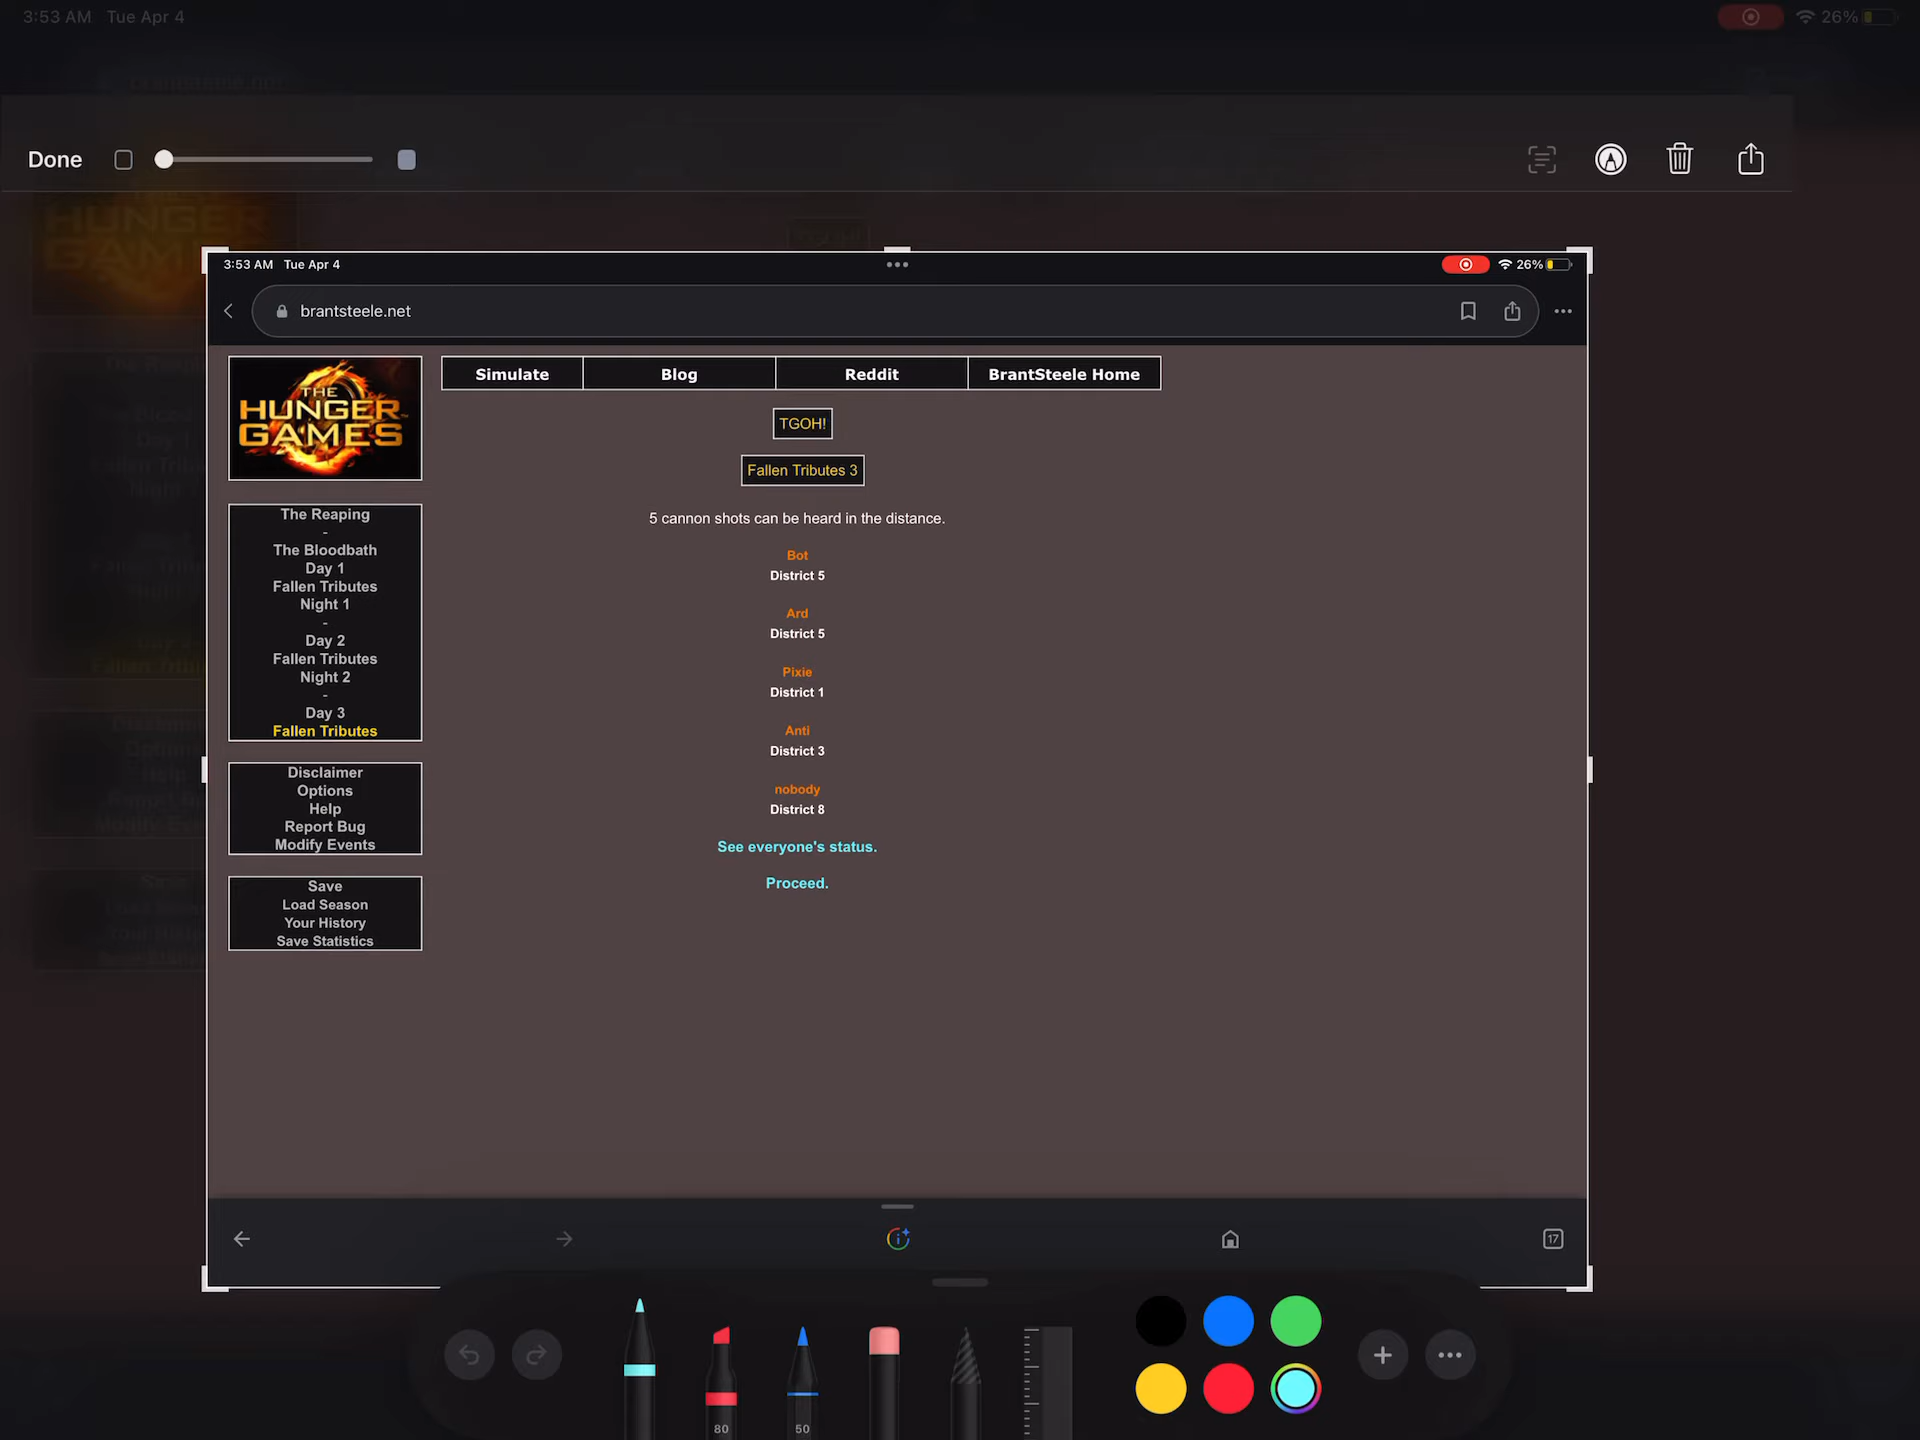 3:53 AM Tue Apr 4
26%
Done
3:53 AM Tue Apr 4
26%
brantsteele.net
THE
HUNGER
GAMES
Simulate
Blog
Reddit
BrantSteele Home
TGOH!
Fallen Tributes 3
5 cannon shots can be heard in the distance.
Bot
District 5
Ard
District 5
Pixie
District 1
Anti
District 3
nobody
District 8
See everyone's status.
Proceed.
The Reaping
-
The Bloodbath
Day 1
Fallen Tributes
Night 1
-
Day 2
Fallen Tributes
Night 2
-
Day 3
Fallen Tributes
Disclaimer
Options
Help
Report Bug
Modify Events
Save
Load Season
Your History
Save Statistics
17
80
50